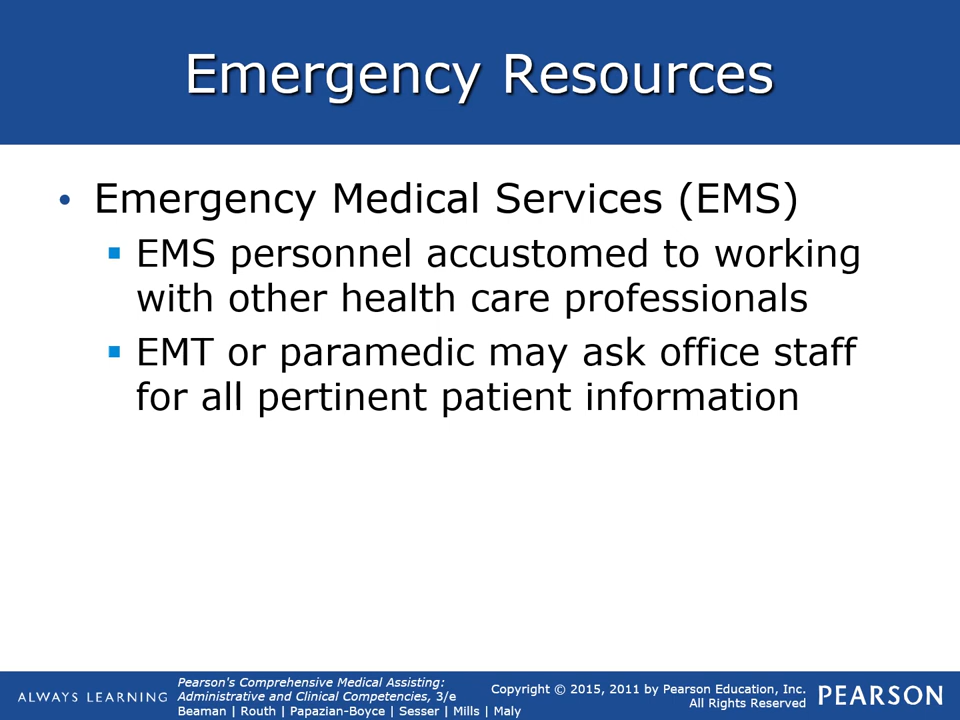 Emergency Resources
• Emergency Medical Services (EMS)
▪ EMS personnel accustomed to working
with other health care professionals
▪ EMT or paramedic may ask office staff
for all pertinent patient information
ALWAYS LEARNING
Pearson's Comprehensive Medical Assisting:
Administrative and Clinical Competencies, 3/e
Beaman | Routh | Papazian-Boyce | Sesser | Mills | Maly
Copyright © 2015, 2011 by Pearson Education, Inc.
All Rights Reserved
PEARSON